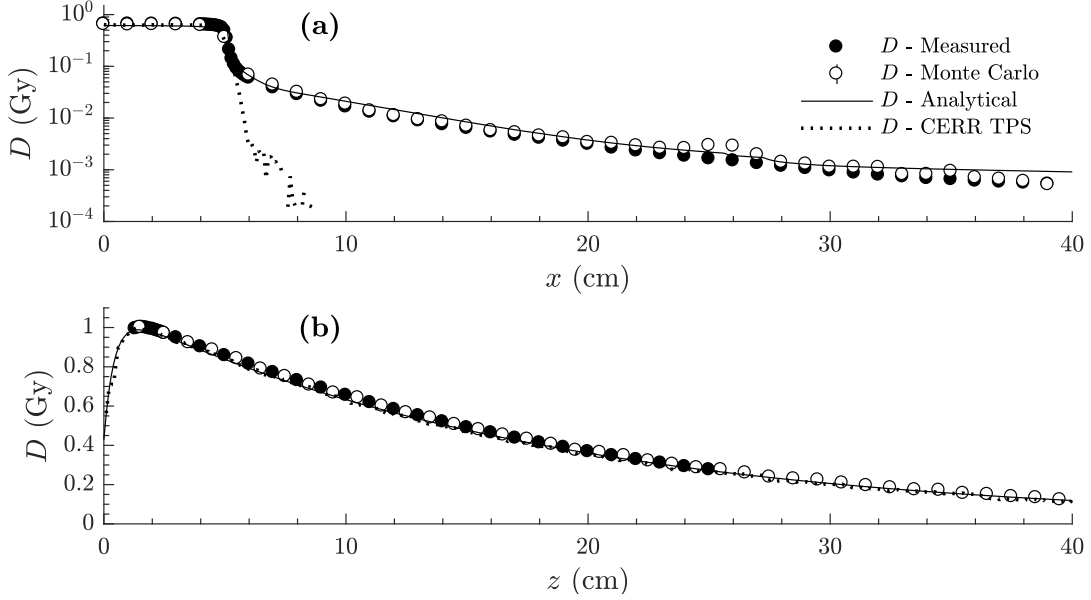 (a)
10⁰
10⁻¹
10⁻²
10⁻³
10⁻⁴
D (Gy)
D - Measured
D - Monte Carlo
D - Analytical
D - CERR TPS
0 10 20 30 40
x (cm)
(b)
1
0.8
0.6
0.4
0.2
0
D (Gy)
0 10 20 30 40
z (cm)